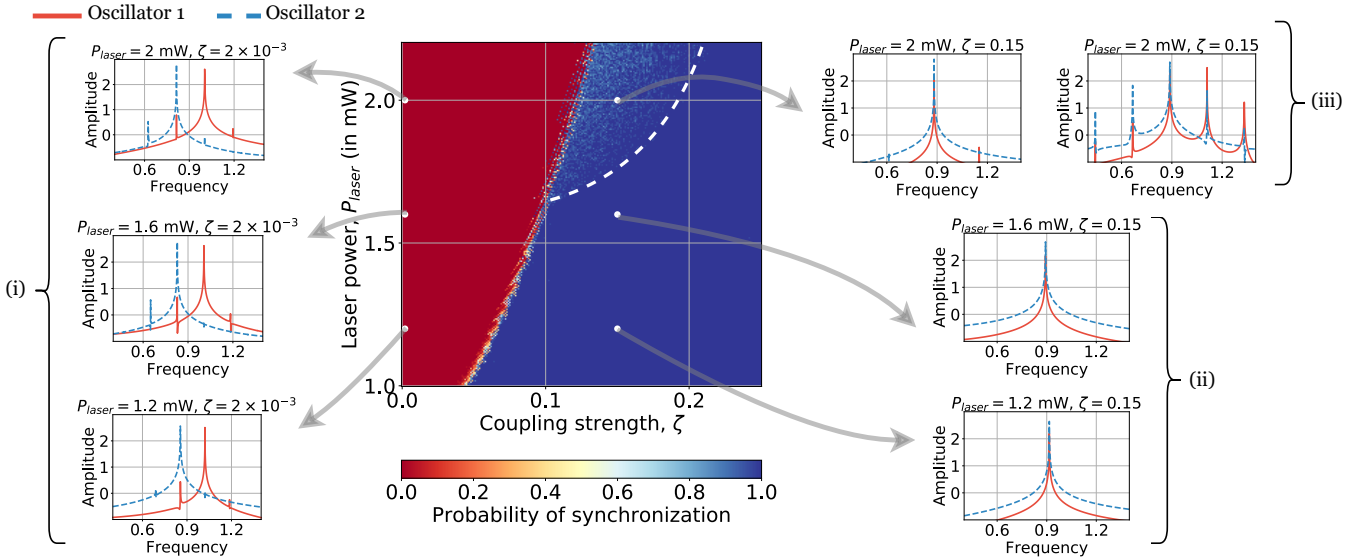 Oscillator 1 Oscillator 2
(i)
P_laser = 2 mW, ζ = 2 × 10⁻³
Amplitude
2
1
0
0.6 0.9 1.2
Frequency
P_laser = 1.6 mW, ζ = 2 × 10⁻³
Amplitude
2
1
0
0.6 0.9 1.2
Frequency
P_laser = 1.2 mW, ζ = 2 × 10⁻³
Amplitude
2
1
0
0.6 0.9 1.2
Frequency
Laser power, P_laser (in mW)
2.0
1.5
1.0
0.0 0.1 0.2
Coupling strength, ζ
0.0 0.2 0.4 0.6 0.8 1.0
Probability of synchronization
P_laser = 2 mW, ζ = 0.15
Amplitude
2
1
0
0.6 0.9 1.2
Frequency
P_laser = 2 mW, ζ = 0.15
Amplitude
2
1
0
0.6 0.9 1.2
Frequency
(iii)
P_laser = 1.6 mW, ζ = 0.15
Amplitude
2
1
0
0.6 0.9 1.2
Frequency
(ii)
P_laser = 1.2 mW, ζ = 0.15
Amplitude
2
1
0
0.6 0.9 1.2
Frequency